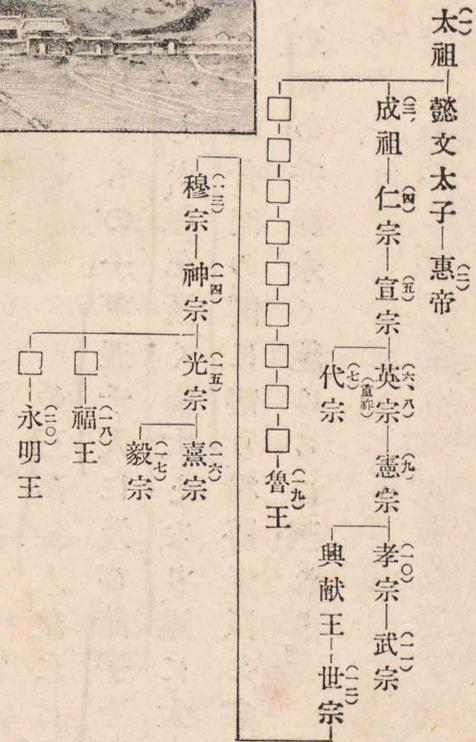 (一)太祖―懿文太子―惠帝(二)
(三)成祖―仁宗(四)―宣宗(五)―英宗(六、八)(重祚)―憲宗(九)―孝宗(一〇)―武宗(一一)
代宗(七)
興献王―世宗(一二)
□―□―□―□―□―□―□―□―□―魯王(一九)
穆宗(一三)―神宗(一四)―光宗(一五)―熹宗(一六)
毅宗(一七)
□―福王(一八)
□―永明王(二〇)